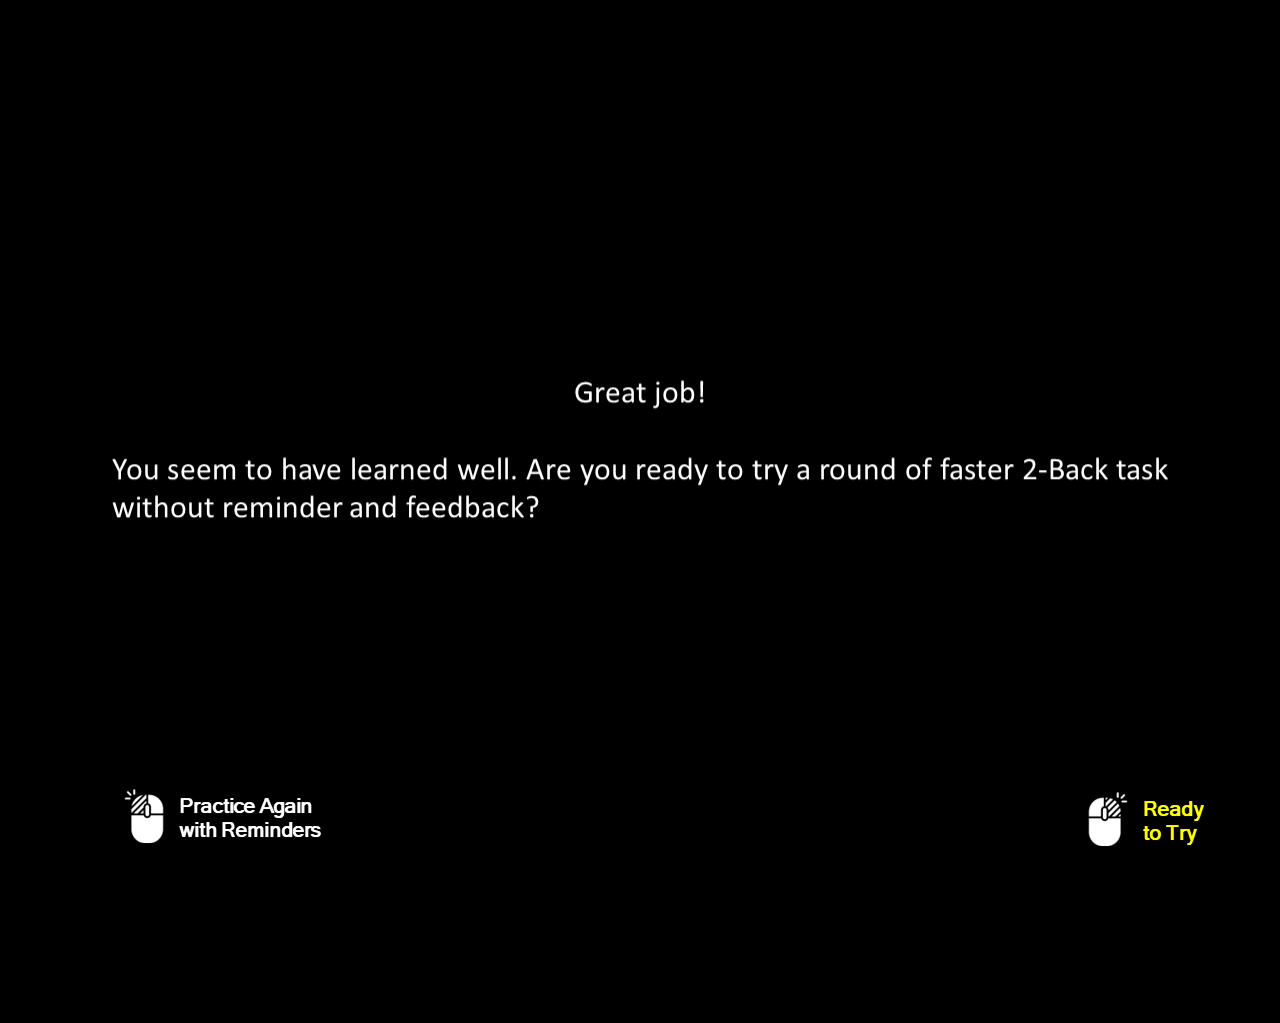 Great job!
You seem to have learned well. Are you ready to try a round of faster 2-Back task
without reminder and feedback?
Practice Again
with Reminders
Ready
to Try